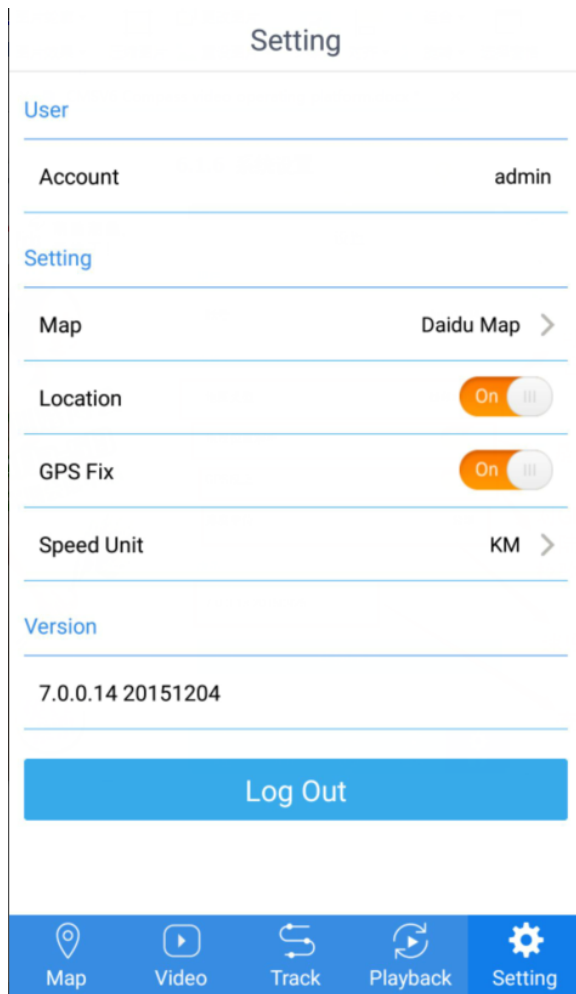 Setting
User
Account admin
Setting
Map Daidu Map
Location On
GPS Fix On
Speed Unit KM
Version
7.0.0.14 20151204
Log Out
Map Video Track Playback Setting